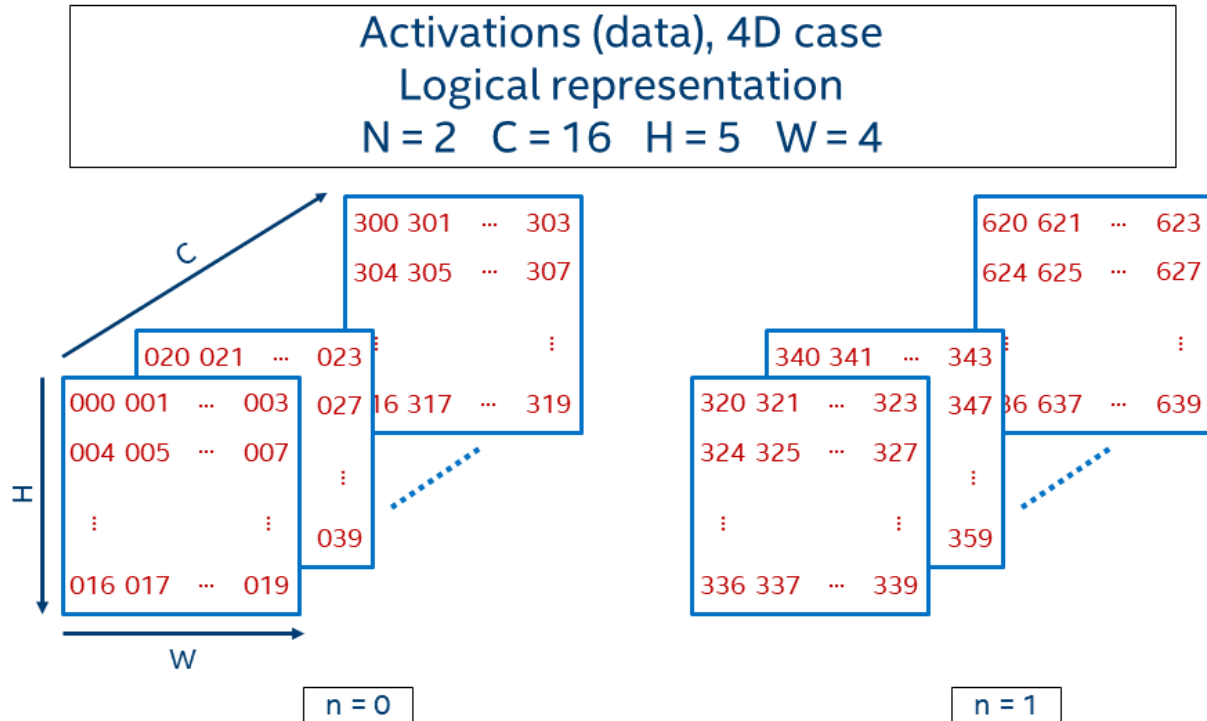 Activations (data), 4D case
Logical representation
N = 2 C = 16 H = 5 W = 4
C
H
W
300 301 ... 303
304 305 ... 307
⋮ ⋮
16 317 ... 319
020 021 ... 023
027
⋮
039
000 001 ... 003
004 005 ... 007
⋮ ⋮
016 017 ... 019
n = 0
620 621 ... 623
624 625 ... 627
⋮ ⋮
36 637 ... 639
340 341 ... 343
347
⋮
359
320 321 ... 323
324 325 ... 327
⋮ ⋮
336 337 ... 339
n = 1